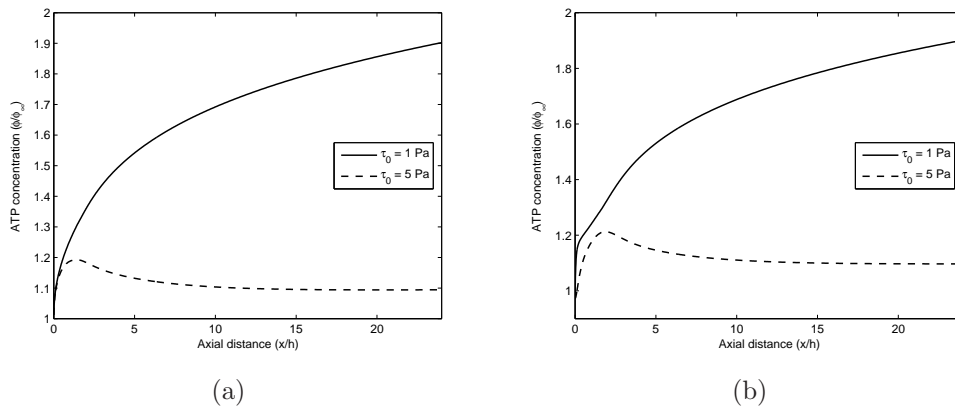 2
1.9
1.8
1.7
1.6
1.5
1.4
1.3
1.2
1.1
1
0 5 10 15 20
ATP concentration (ϕ/ϕ∞)
Axial distance (x/h)
τ0 = 1 Pa
τ0 = 5 Pa
(a)
2
1.8
1.6
1.4
1.2
1
0 5 10 15 20
ATP concentration (ϕ/ϕ∞)
Axial distance (x/h)
τ0 = 1 Pa
τ0 = 5 Pa
(b)